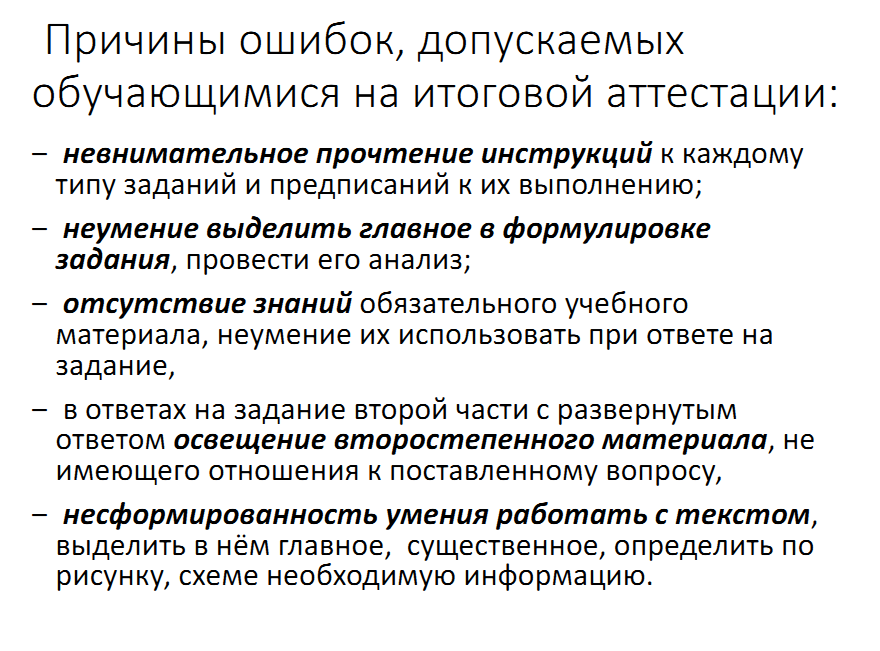 Причины ошибок, допускаемых
обучающимися на итоговой аттестации:
– невнимательное прочтение инструкций к каждому
типу заданий и предписаний к их выполнению;
– неумение выделить главное в формулировке
задания, провести его анализ;
– отсутствие знаний обязательного учебного
материала, неумение их использовать при ответе на
задание,
– в ответах на задание второй части с развернутым
ответом освещение второстепенного материала, не
имеющего отношения к поставленному вопросу,
– несформированность умения работать с текстом,
выделить в нём главное, существенное, определить по
рисунку, схеме необходимую информацию.